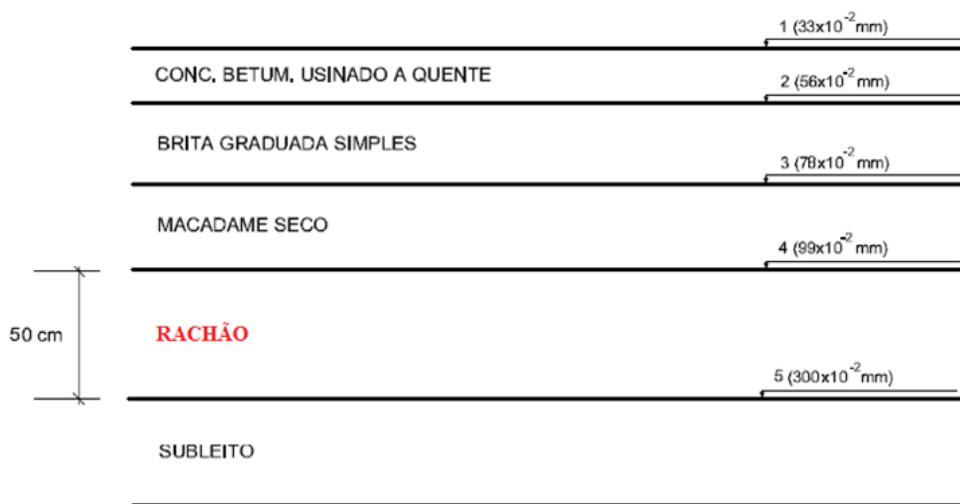 1 (33x10⁻²mm)
CONC. BETUM. USINADO A QUENTE
2 (56x10⁻²mm)
BRITA GRADUADA SIMPLES
3 (78x10⁻²mm)
MACADAME SECO
4 (99x10⁻²mm)
50 cm
RACHÃO
5 (300x10⁻²mm)
SUBLEITO